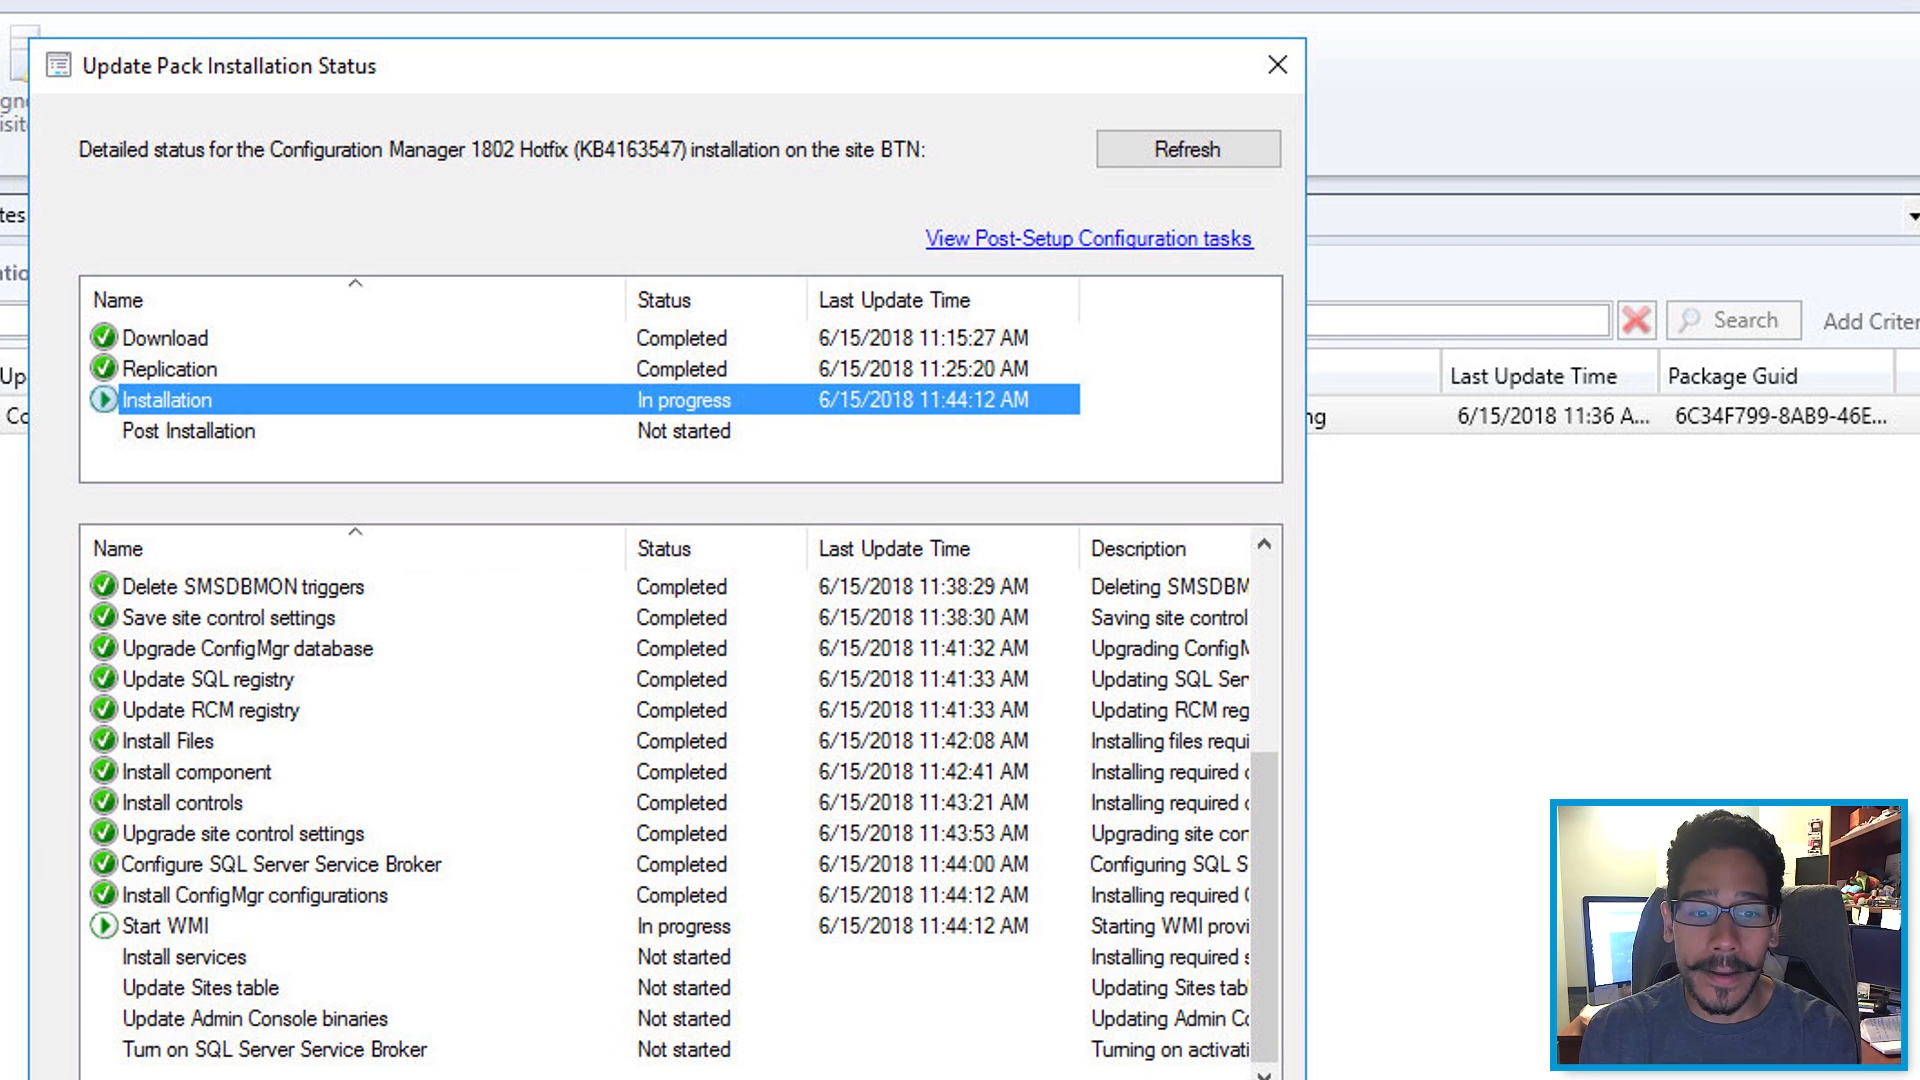 Update Pack Installation Status
Detailed status for the Configuration Manager 1802 Hotfix (KB4163547) installation on the site BTN:
Refresh
View Post-Setup Configuration tasks
Name Status Last Update Time
Download Completed 6/15/2018 11:15:27 AM
Replication Completed 6/15/2018 11:25:20 AM
Installation In progress 6/15/2018 11:44:12 AM
Post Installation Not started
Name Status Last Update Time Description
Delete SMSDBMON triggers Completed 6/15/2018 11:38:29 AM Deleting SMSDBM
Save site control settings Completed 6/15/2018 11:38:30 AM Saving site control
Upgrade ConfigMgr database Completed 6/15/2018 11:41:32 AM Upgrading ConfigM
Update SQL registry Completed 6/15/2018 11:41:33 AM Updating SQL Ser
Update RCM registry Completed 6/15/2018 11:41:33 AM Updating RCM reg
Install Files Completed 6/15/2018 11:42:08 AM Installing files requi
Install component Completed 6/15/2018 11:42:41 AM Installing required
Install controls Completed 6/15/2018 11:43:21 AM Installing required
Upgrade site control settings Completed 6/15/2018 11:43:53 AM Upgrading site con
Configure SQL Server Service Broker Completed 6/15/2018 11:44:00 AM Configuring SQL S
Install ConfigMgr configurations Completed 6/15/2018 11:44:12 AM Installing required
Start WMI In progress 6/15/2018 11:44:12 AM Starting WMI provi
Install services Not started Installing required s
Update Sites table Not started Updating Sites tabl
Update Admin Console binaries Not started Updating Admin Co
Turn on SQL Server Service Broker Not started Turning on activati
gn
isit
tes
atio
Up
Co
Search Add Criter
Last Update Time Package Guid
ng 6/15/2018 11:36 A... 6C34F799-8AB9-46E...